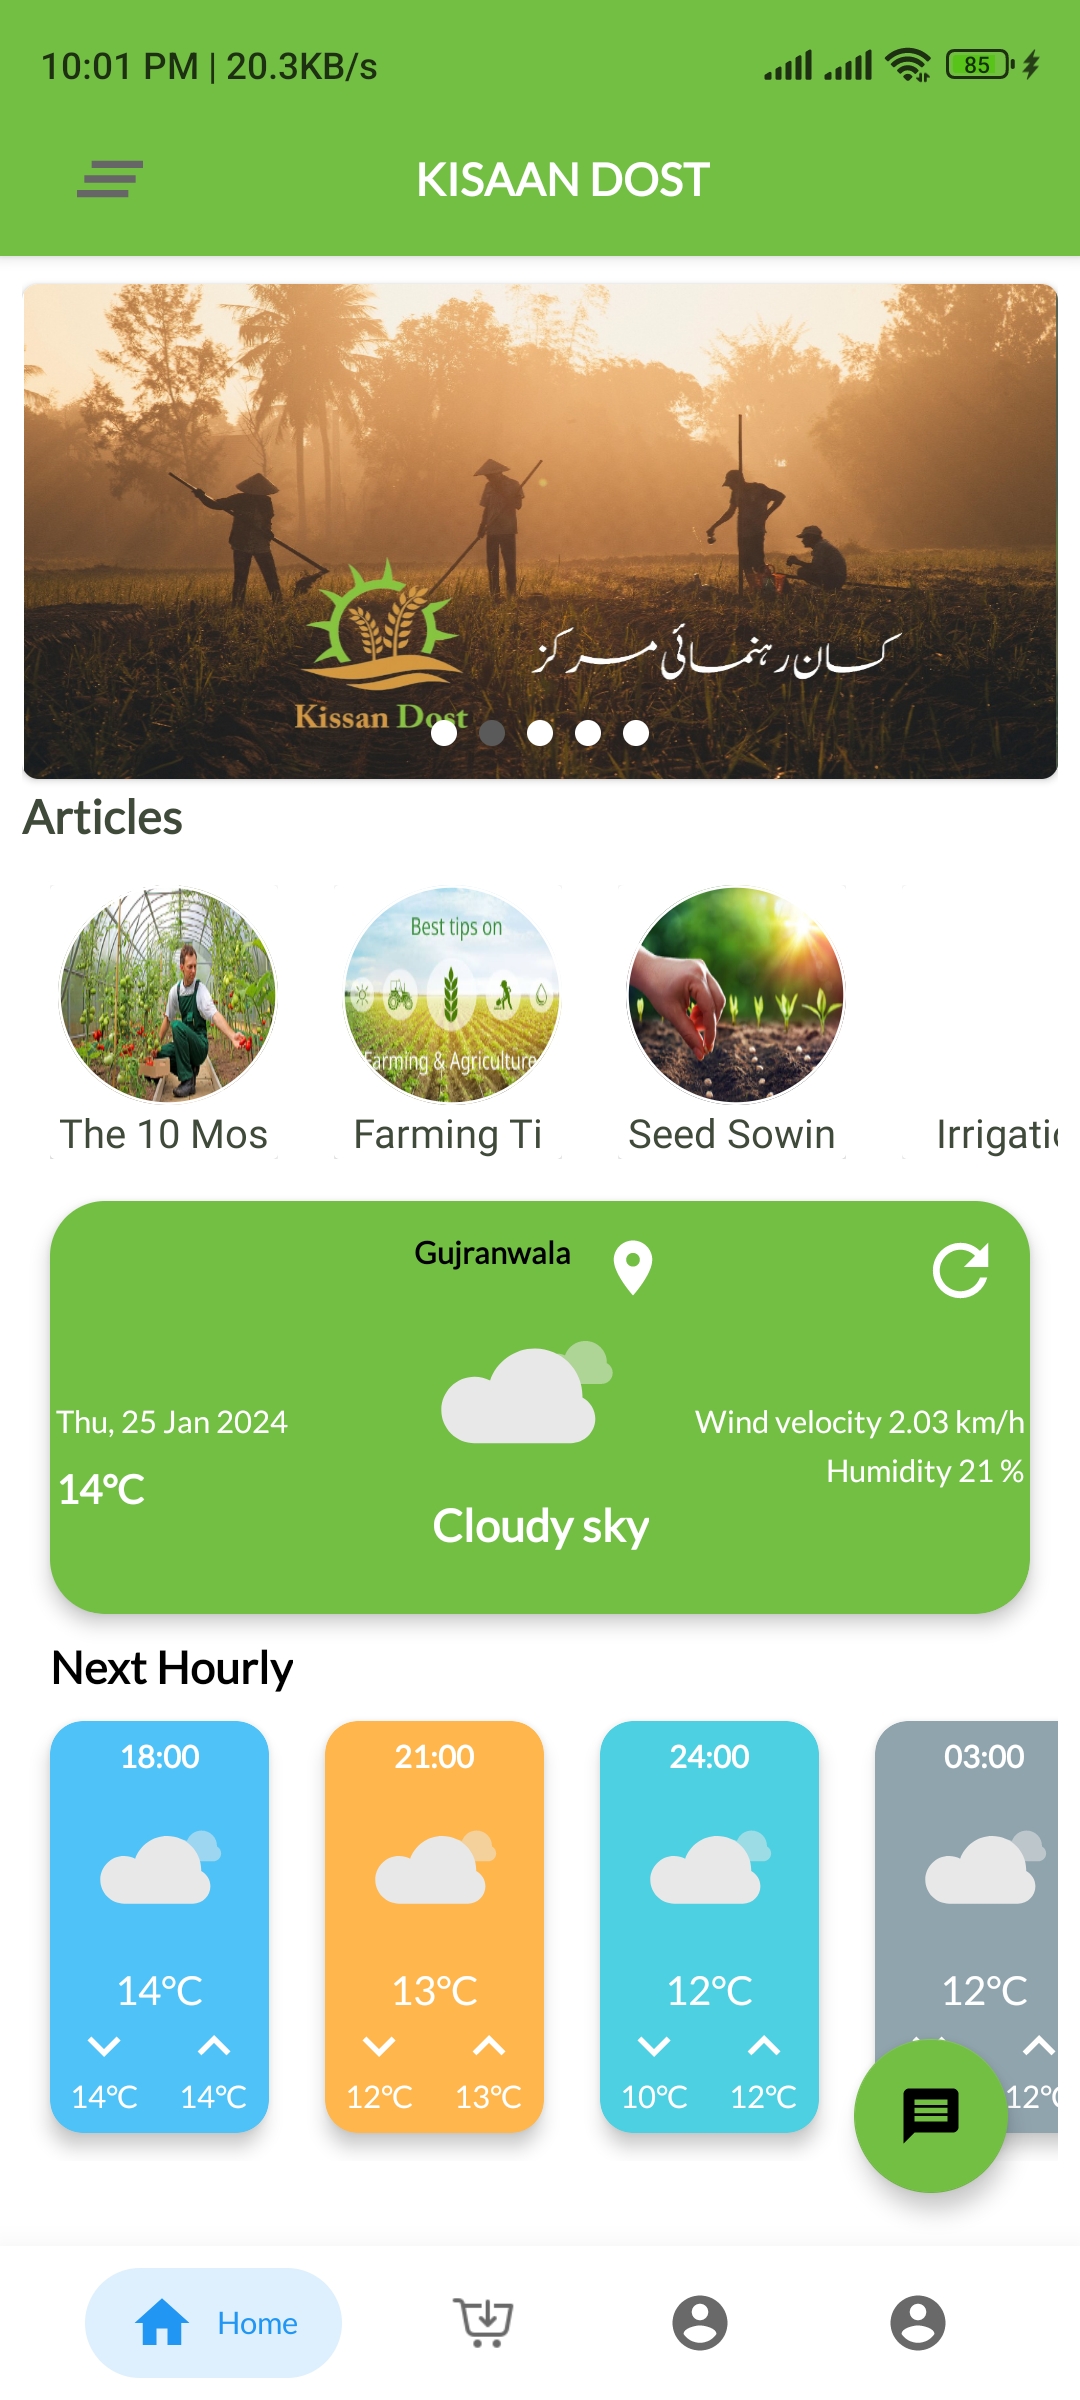 10:01 PM | 20.3KB/s
85
KISAAN DOST
کسان رہنمائی مرکز
Kissan Dost
Articles
Best tips on
Farming & Agriculture
The 10 Mos
Farming Ti
Seed Sowin
Irrigatic
Gujranwala
Thu, 25 Jan 2024
Wind velocity 2.03 km/h
14°C
Humidity 21 %
Cloudy sky
Next Hourly
18:00
21:00
24:00
03:00
14°C
13°C
12°C
12°C
14°C 14°C
12°C 13°C
10°C 12°C
12°C
Home